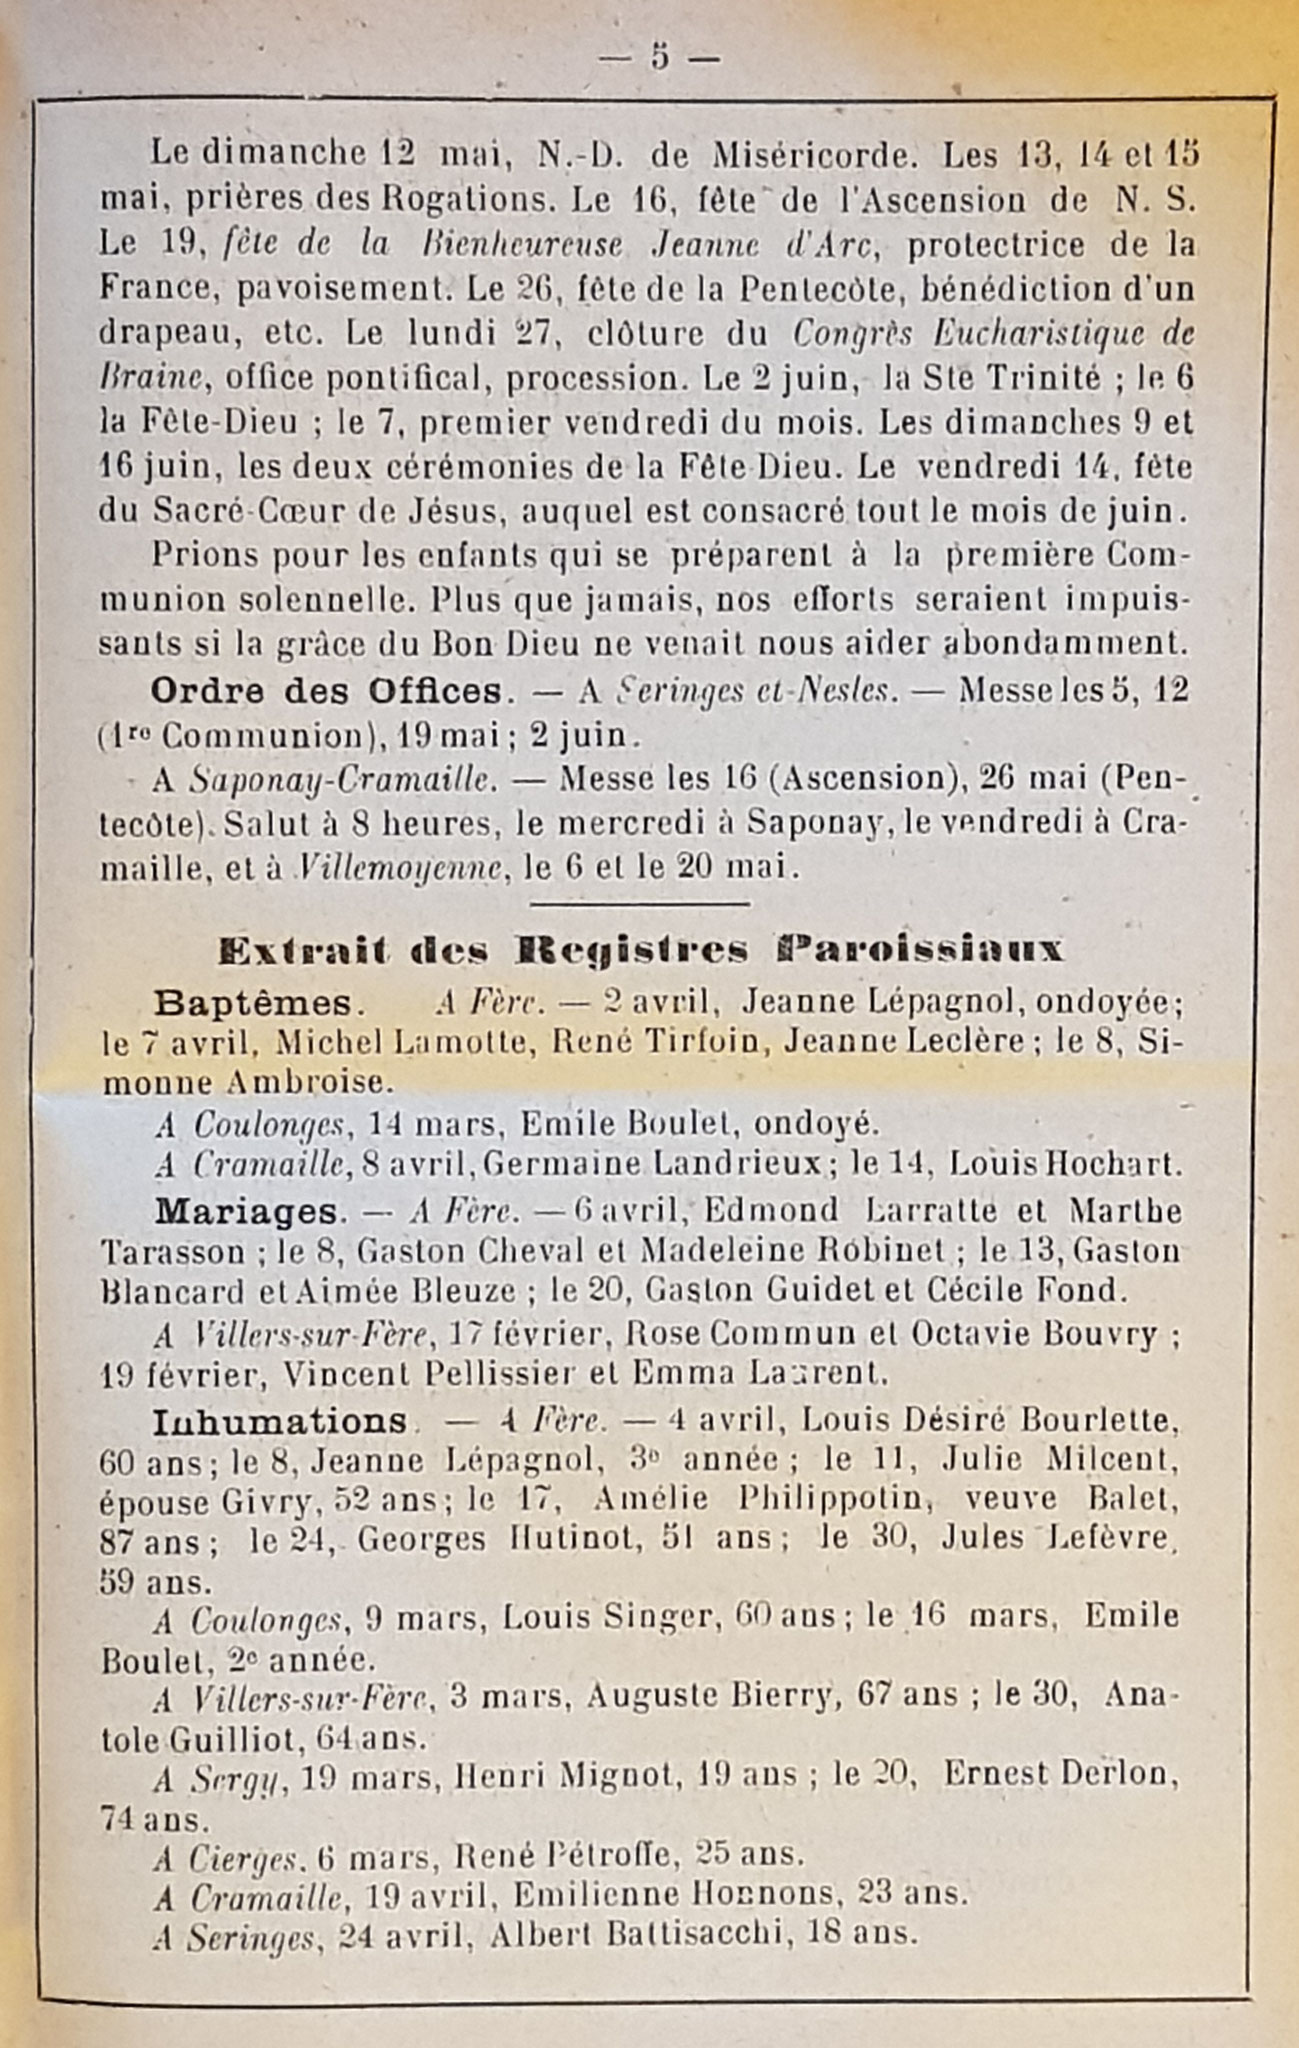 — 5 —
Le dimanche 12 mai, N.-D. de Miséricorde. Les 13, 14 et 15
mai, prières des Rogations. Le 16, fête de l'Ascension de N. S.
Le 19, fête de la Bienheureuse Jeanne d'Arc, protectrice de la
France, pavoisement. Le 26, fête de la Pentecôte, bénédiction d'un
drapeau, etc. Le lundi 27, clôture du Congrès Eucharistique de
Braine, office pontifical, procession. Le 2 juin, la Ste Trinité ; le 6
la Fête-Dieu ; le 7, premier vendredi du mois. Les dimanches 9 et
16 juin, les deux cérémonies de la Fête Dieu. Le vendredi 14, fête
du Sacré-Cœur de Jésus, auquel est consacré tout le mois de juin.
Prions pour les enfants qui se préparent à la première Com-
munion solennelle. Plus que jamais, nos efforts seraient impuis-
sants si la grâce du Bon Dieu ne venait nous aider abondamment.
Ordre des Offices. — A Seringes et-Nesles. — Messe les 5, 12
(1re Communion), 19 mai ; 2 juin.
A Saponay-Cramaille. — Messe les 16 (Ascension), 26 mai (Pen-
tecôte). Salut à 8 heures, le mercredi à Saponay, le vendredi à Cra-
maille, et à Villemoyenne, le 6 et le 20 mai.
Extrait des Registres Paroissiaux
Baptêmes. A Fère. — 2 avril, Jeanne Lépagnol, ondoyée ;
le 7 avril, Michel Lamotte, René Tirfoin, Jeanne Leclère ; le 8, Si-
monne Ambroise.
A Coulonges, 14 mars, Emile Boulet, ondoyé.
A Cramaille, 8 avril, Germaine Landrieux ; le 14, Louis Hochart.
Mariages. — A Fère. — 6 avril, Edmond Larratte et Marthe
Tarasson ; le 8, Gaston Cheval et Madeleine Robinet ; le 13, Gaston
Blancard et Aimée Bleuze ; le 20, Gaston Guidet et Cécile Fond.
A Villers-sur-Fère, 17 février, Rose Commun et Octavie Bouvry ;
19 février, Vincent Pellissier et Emma Laurent.
Inhumations. — A Fère. — 4 avril, Louis Désiré Bourlette,
60 ans ; le 8, Jeanne Lépagnol, 3e année ; le 11, Julie Milcent,
épouse Givry, 52 ans ; le 17, Amélie Philippotin, veuve Balet,
87 ans ; le 24, Georges Hutinot, 51 ans ; le 30, Jules Lefèvre,
59 ans.
A Coulonges, 9 mars, Louis Singer, 60 ans ; le 16 mars, Emile
Boulet, 2e année.
A Villers-sur-Fère, 3 mars, Auguste Bierry, 67 ans ; le 30, Ana-
tole Guilliot, 64 ans.
A Sergy, 19 mars, Henri Mignot, 19 ans ; le 20, Ernest Derlon,
74 ans.
A Cierges, 6 mars, René Pétroffe, 25 ans.
A Cramaille, 19 avril, Emilienne Honnons, 23 ans.
A Seringes, 24 avril, Albert Battisacchi, 18 ans.